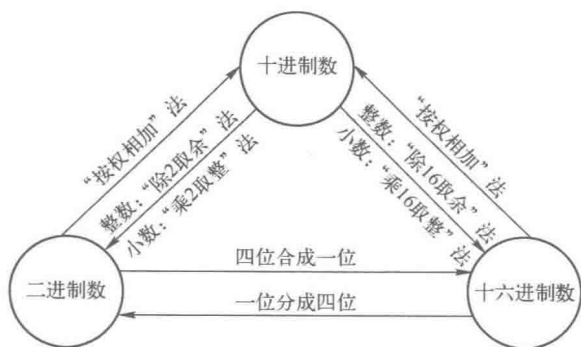 十进制数
“按权相加”法
整数：“除2取余”法
小数：“乘2取整”法
“按权相加”法
整数：“除16取余”法
小数：“乘16取整”法
四位合成一位
二进制数
十六进制数
一位分成四位